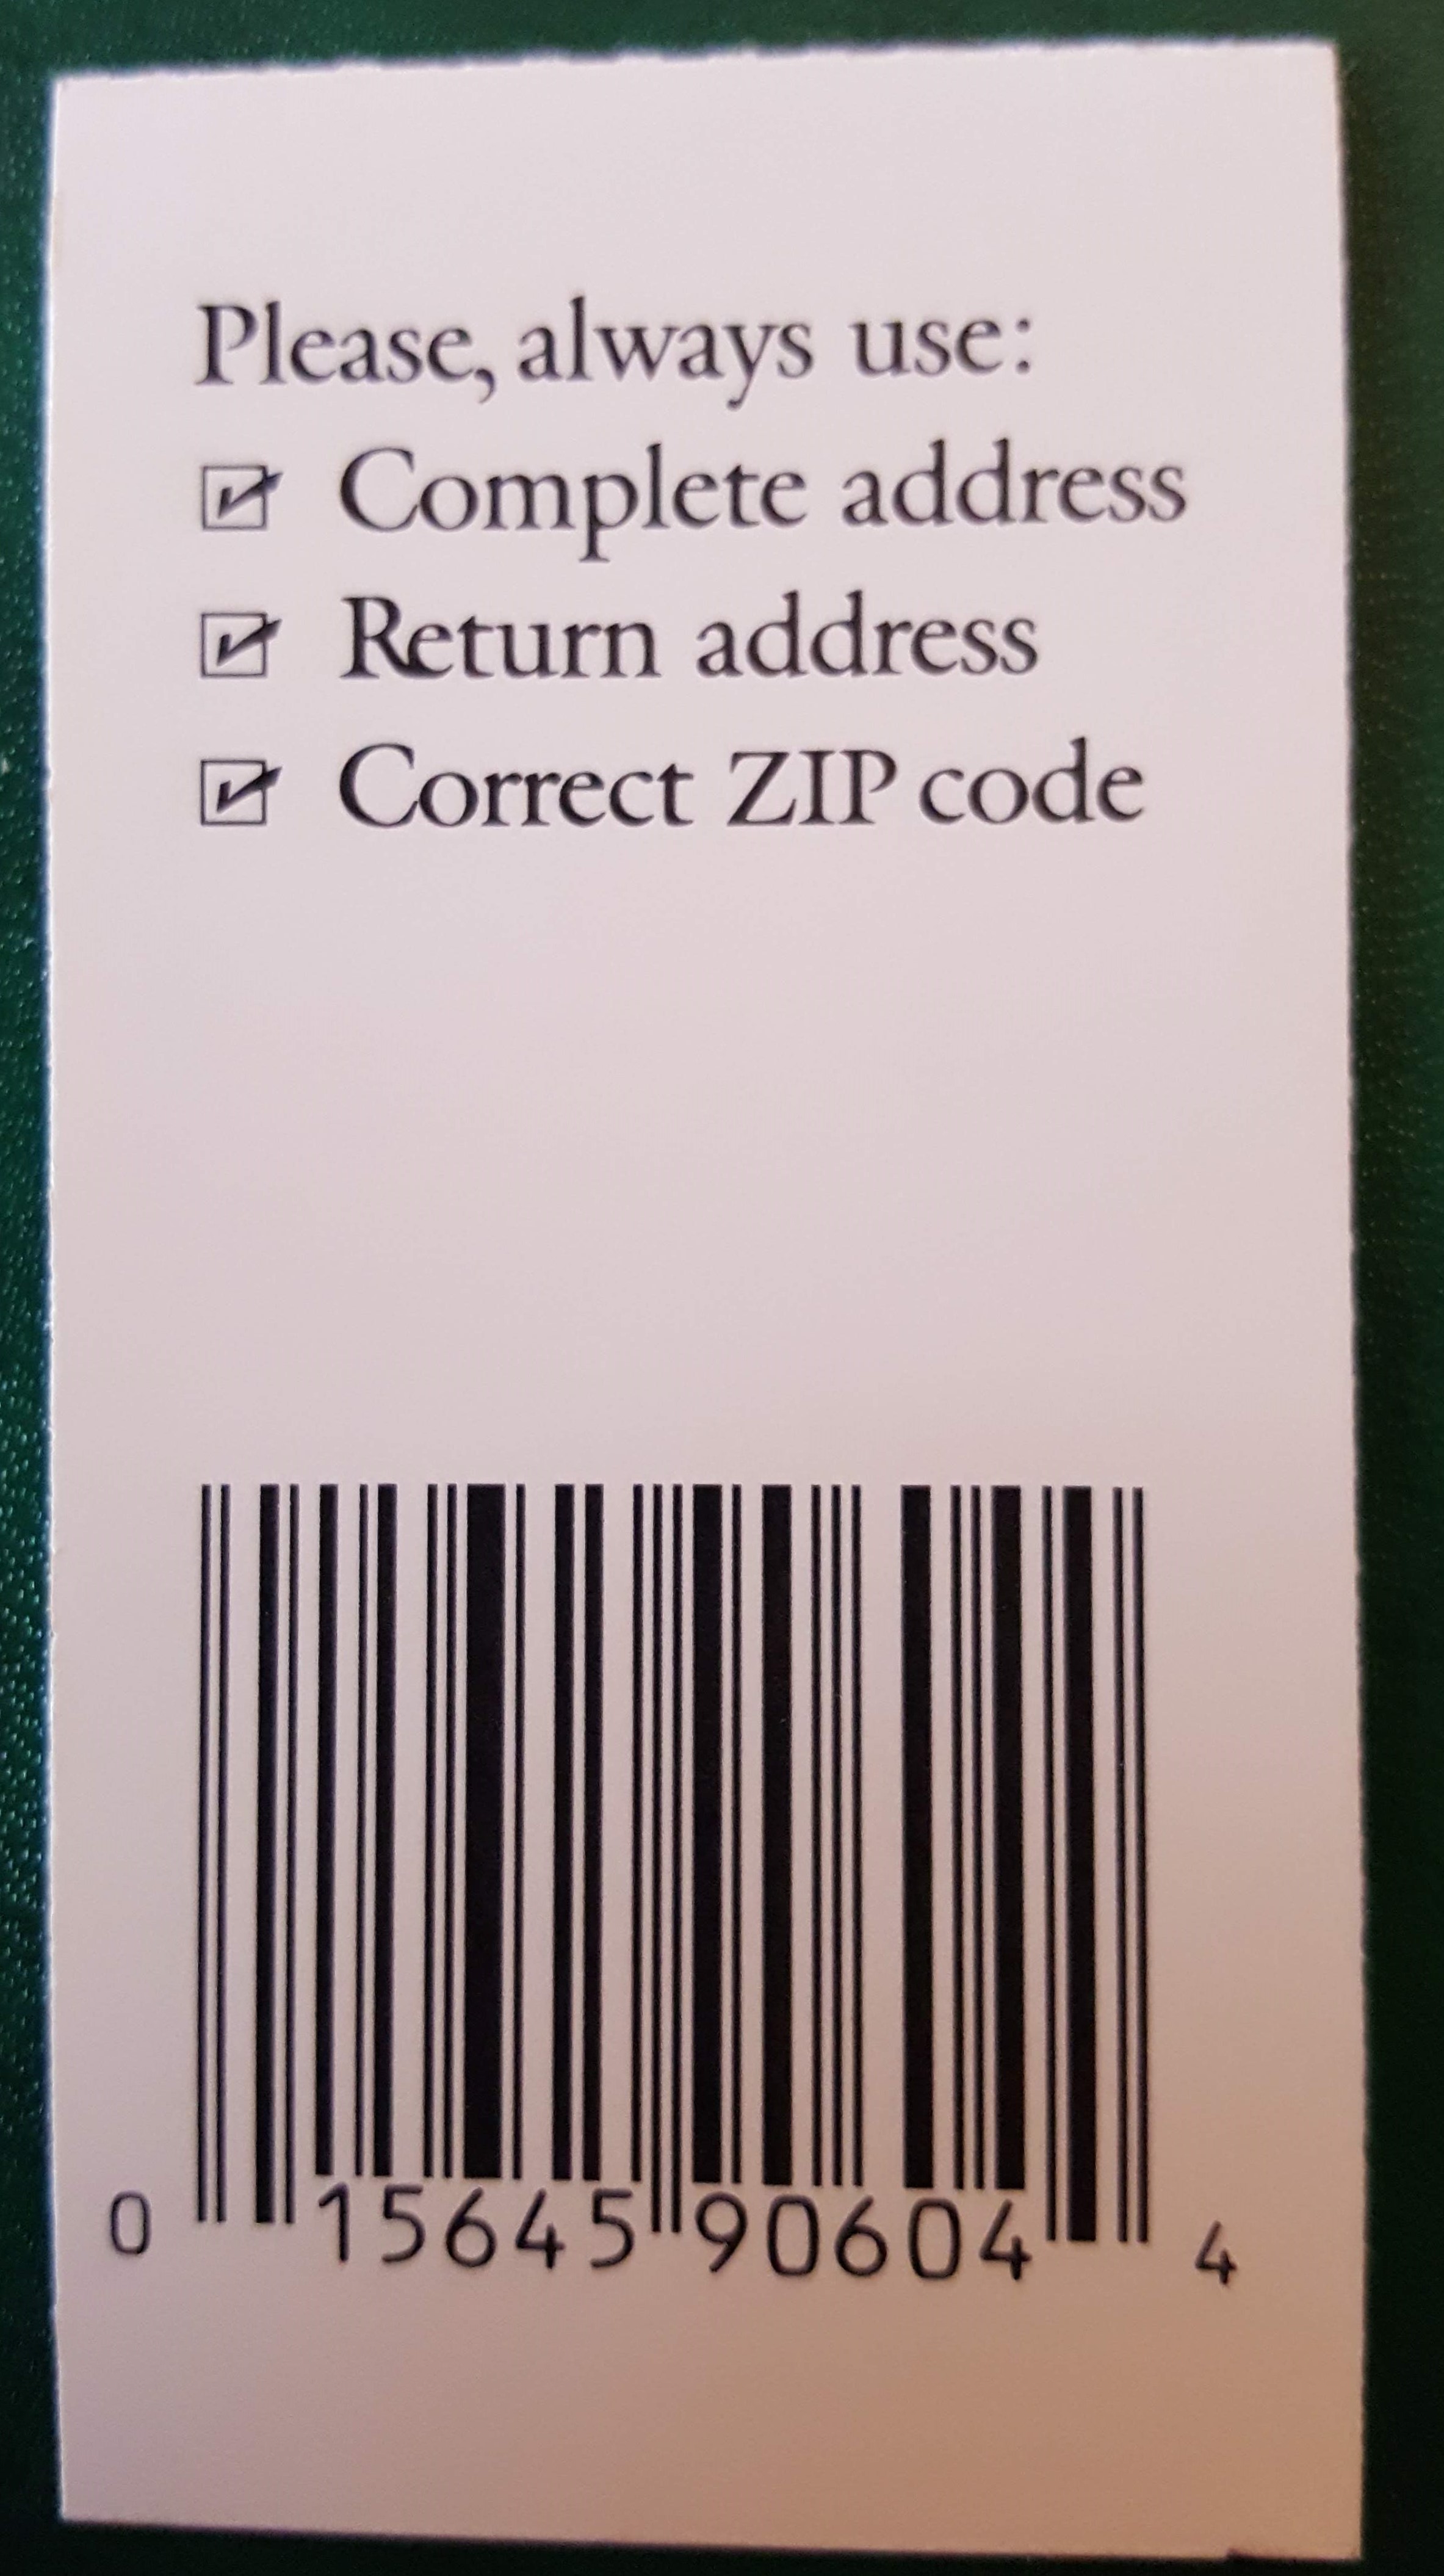 Please, always use:
☑ Complete address
☑ Return address
☑ Correct ZIP code
0 15645 90604 4